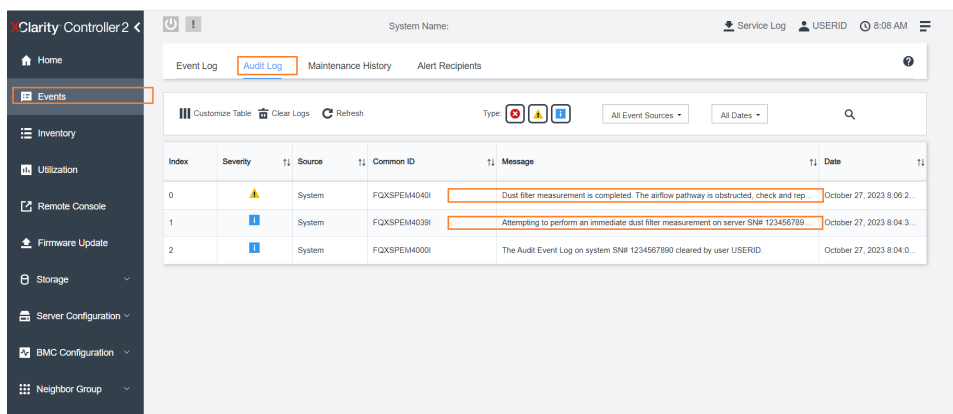 XClarity Controller 2
System Name:
Service Log
USERID
8:08 AM
Home
Events
Inventory
Utilization
Remote Console
Firmware Update
Storage
Server Configuration
BMC Configuration
Neighbor Group
Event Log
Audit Log
Maintenance History
Alert Recipients
Customize Table
Clear Logs
Refresh
Type:
All Event Sources
All Dates
Index Severity Source Common ID Message Date
0 System FQXSPEM4040I Dust filter measurement is completed. The airflow pathway is obstructed, check and rep... October 27, 2023 8:06:2...
1 System FQXSPEM4039I Attempting to perform an immediate dust filter measurement on server SN# 123456789... October 27, 2023 8:04:3...
2 System FQXSPEM4000I The Audit Event Log on system SN# 1234567890 cleared by user USERID. October 27, 2023 8:04:0...